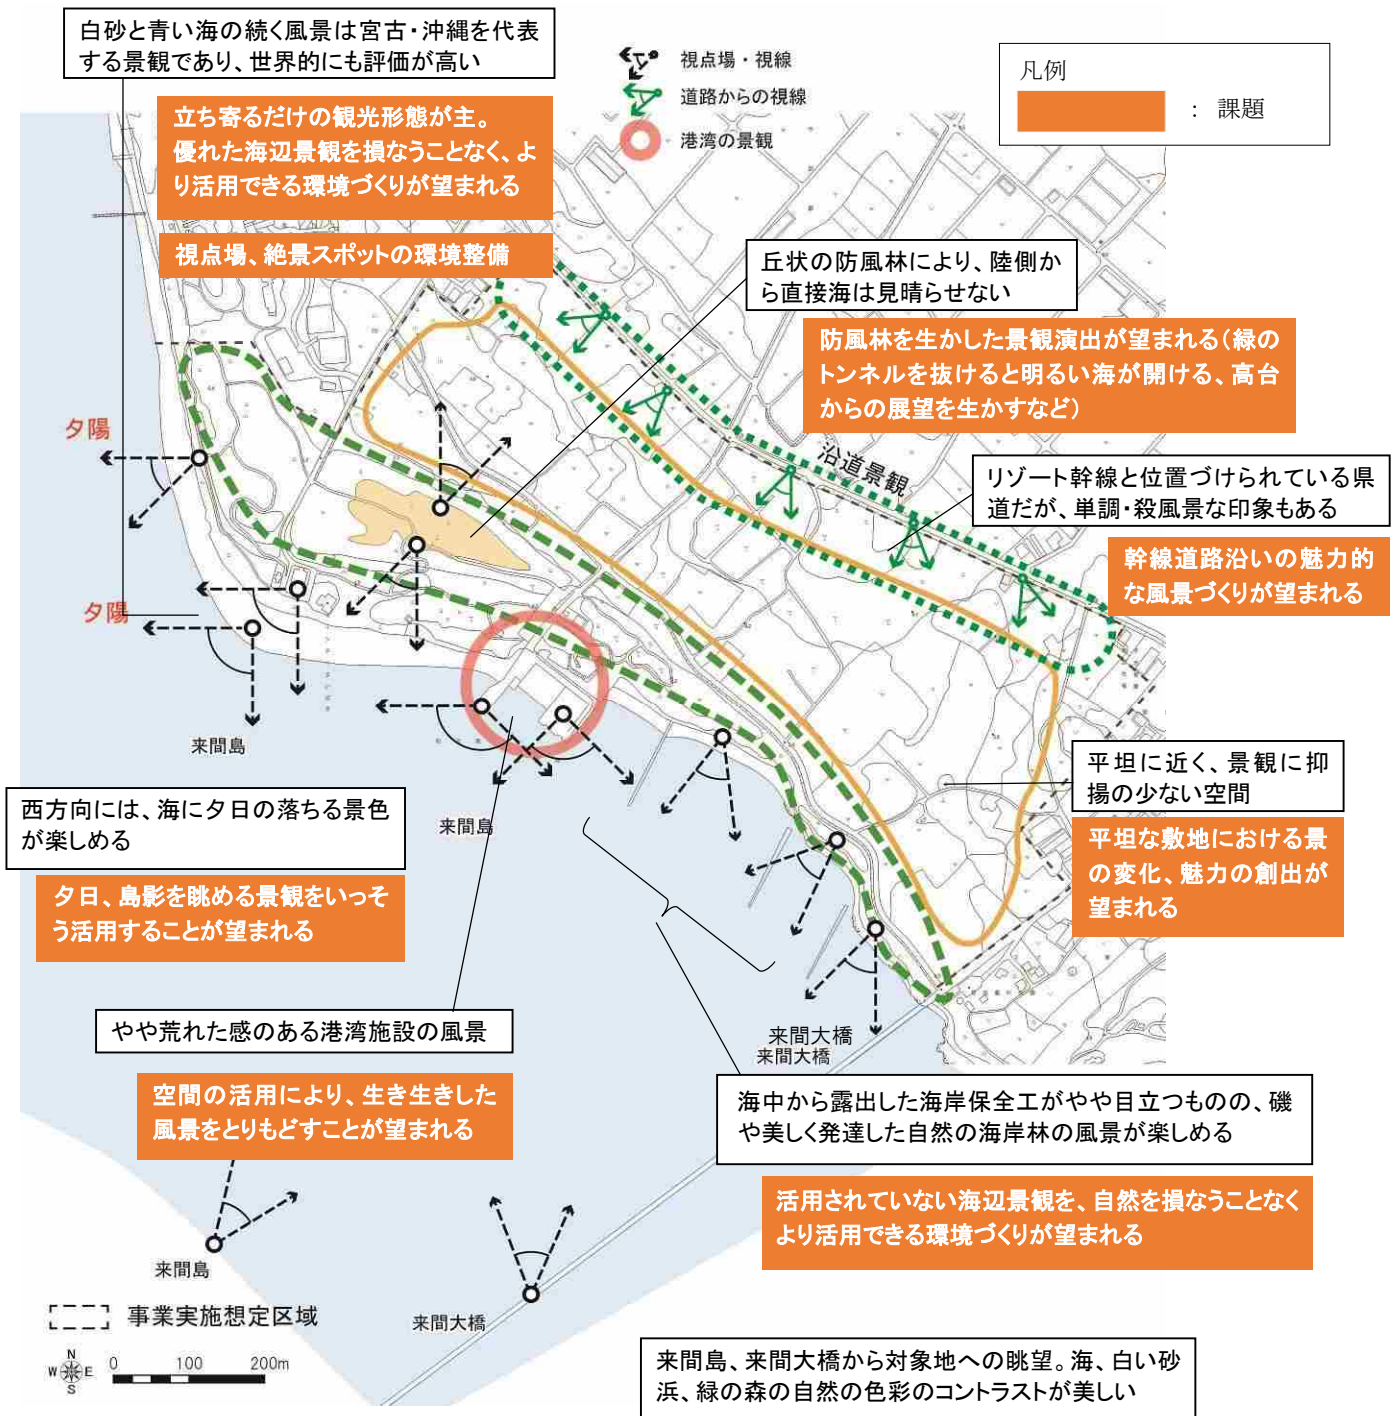 白砂と青い海の続く風景は宮古・沖縄を代表
する景観であり、世界的にも評価が高い
立ち寄るだけの観光形態が主。
優れた海辺景観を損なうことなく、よ
り活用できる環境づくりが望まれる
視点場、絶景スポットの環境整備
視点場・視線
道路からの視線
港湾の景観
凡例
： 課題
丘状の防風林により、陸側か
ら直接海は見晴らせない
防風林を生かした景観演出が望まれる（緑の
トンネルを抜けると明るい海が開ける、高台
からの展望を生かすなど）
夕陽
沿道景観
リゾート幹線と位置づけられている県
道だが、単調・殺風景な印象もある
幹線道路沿いの魅力的
な風景づくりが望まれる
夕陽
来間島
平坦に近く、景観に抑
揚の少ない空間
平坦な敷地における景
の変化、魅力の創出が
望まれる
西方向には、海に夕日の落ちる景色
が楽しめる
来間島
夕日、島影を眺める景観をいっそ
う活用することが望まれる
やや荒れた感のある港湾施設の風景
空間の活用により、生き生きした
風景をとりもどすことが望まれる
来間大橋
来間大橋
海中から露出した海岸保全工がやや目立つものの、磯
や美しく発達した自然の海岸林の風景が楽しめる
活用されていない海辺景観を、自然を損なうことなく
より活用できる環境づくりが望まれる
来間島
来間大橋
事業実施想定区域
N
W E
S
0 100 200m
来間島、来間大橋から対象地への眺望。海、白い砂
浜、緑の森の自然の色彩のコントラストが美しい